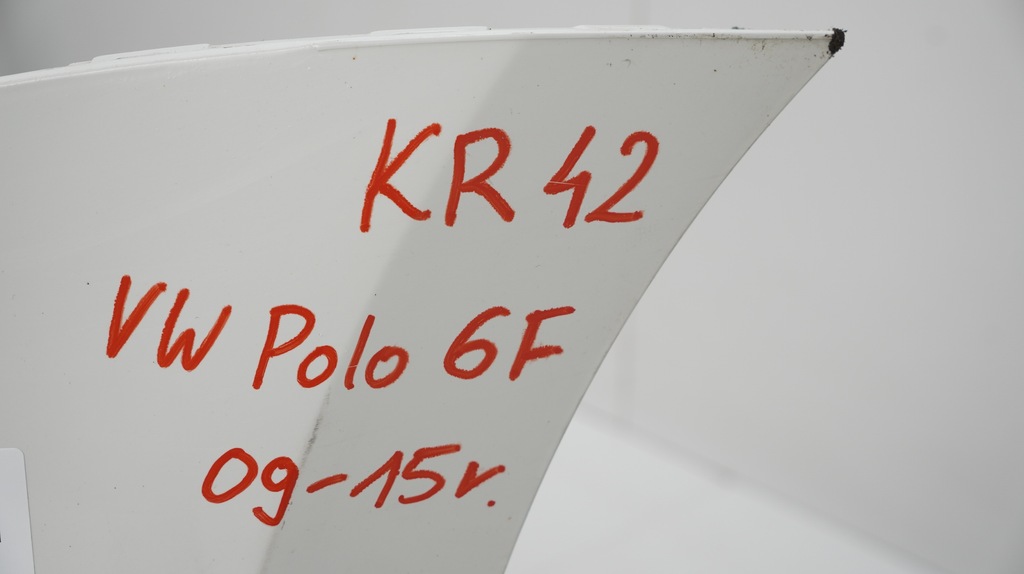 KR 42
VW Polo 6F
09-15r.